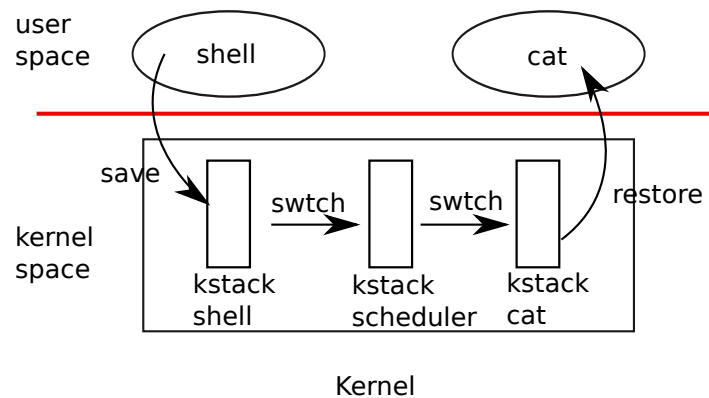 user
space
shell
cat
save
swtch
swtch
restore
kernel
space
kstack
shell
kstack
scheduler
kstack
cat
Kernel